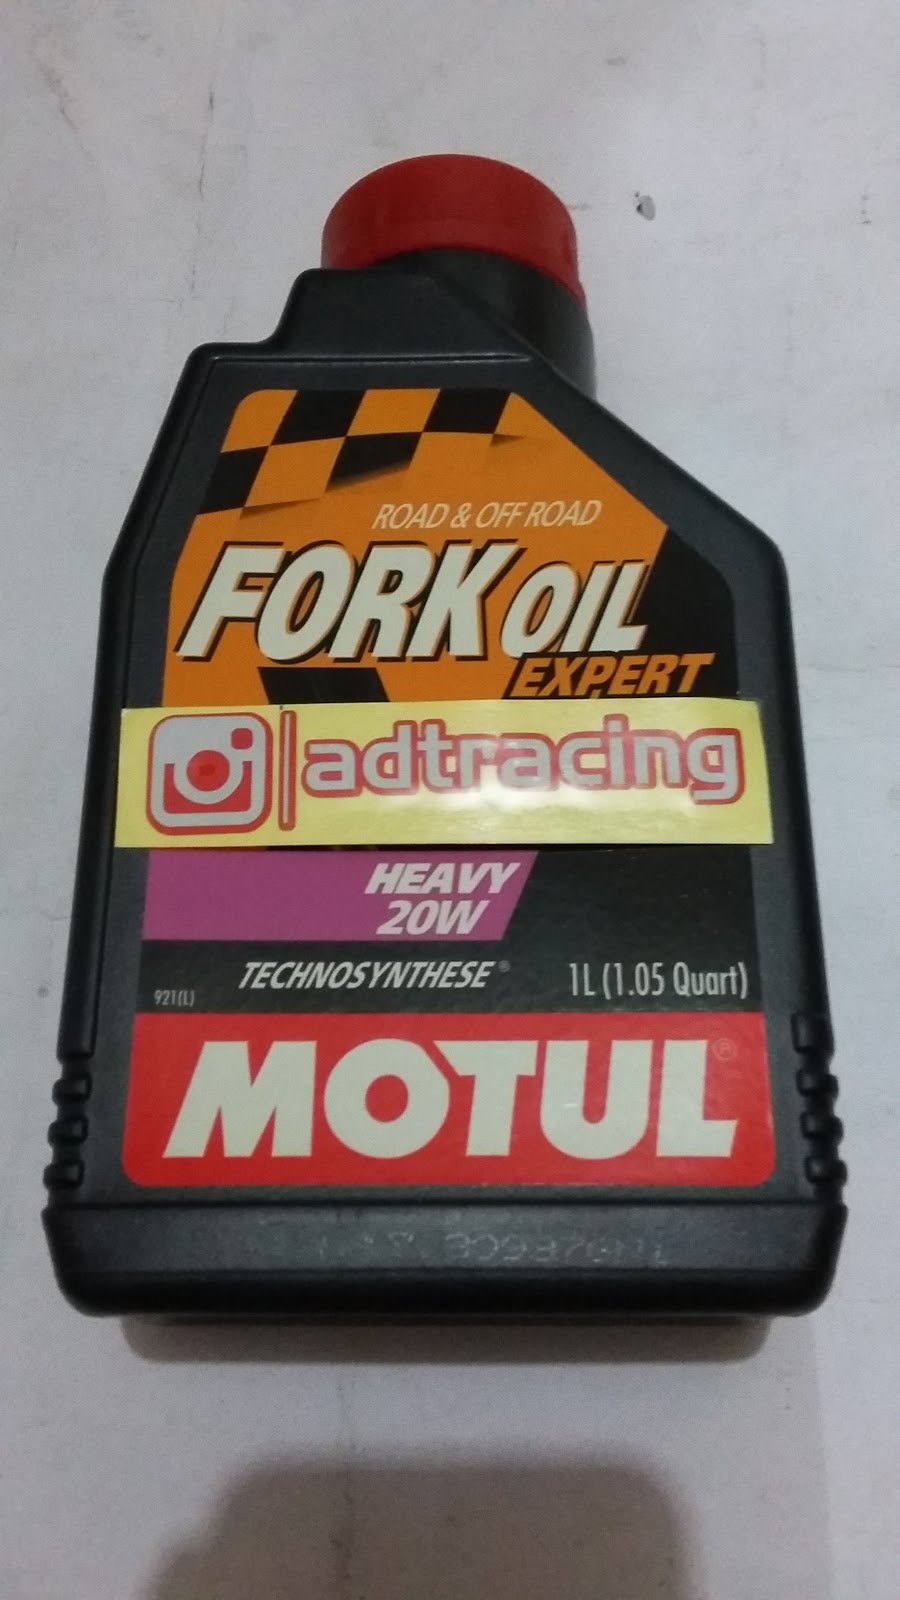 ROAD & OFF ROAD
FORK OIL
EXPERT
adtracing
HEAVY
20W
TECHNOSYNTHESE®
1L (1.05 Quart)
921(L)
MOTUL®